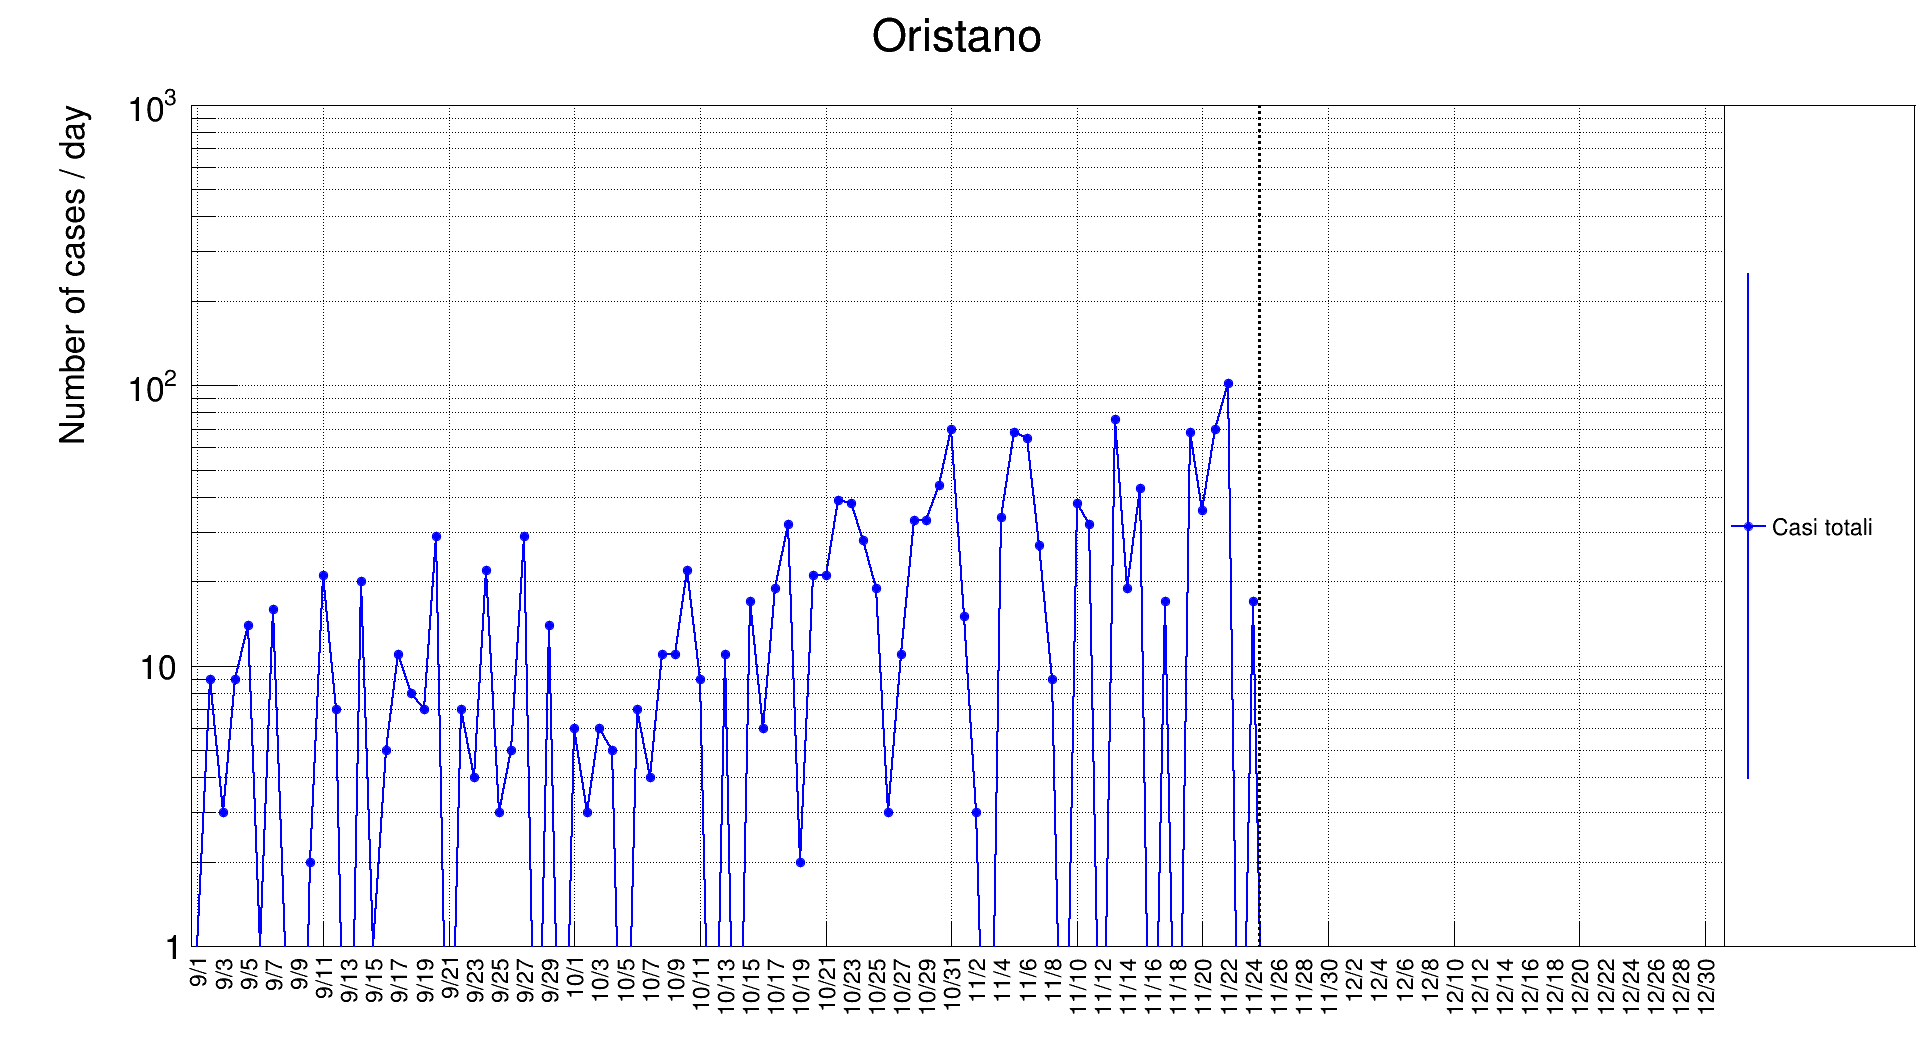 Oristano
Number of cases / day
10³
10²
10
1
Casi totali
9/1 9/3 9/5 9/7 9/9 9/11 9/13 9/15 9/17 9/19 9/21 9/23 9/25 9/27 9/29 10/1 10/3 10/5 10/7 10/9 10/11 10/13 10/15 10/17 10/19 10/21 10/23 10/25 10/27 10/29 10/31 11/2 11/4 11/6 11/8 11/10 11/12 11/14 11/16 11/18 11/20 11/22 11/24 11/26 11/28 11/30 12/2 12/4 12/6 12/8 12/10 12/12 12/14 12/16 12/18 12/20 12/22 12/24 12/26 12/28 12/30